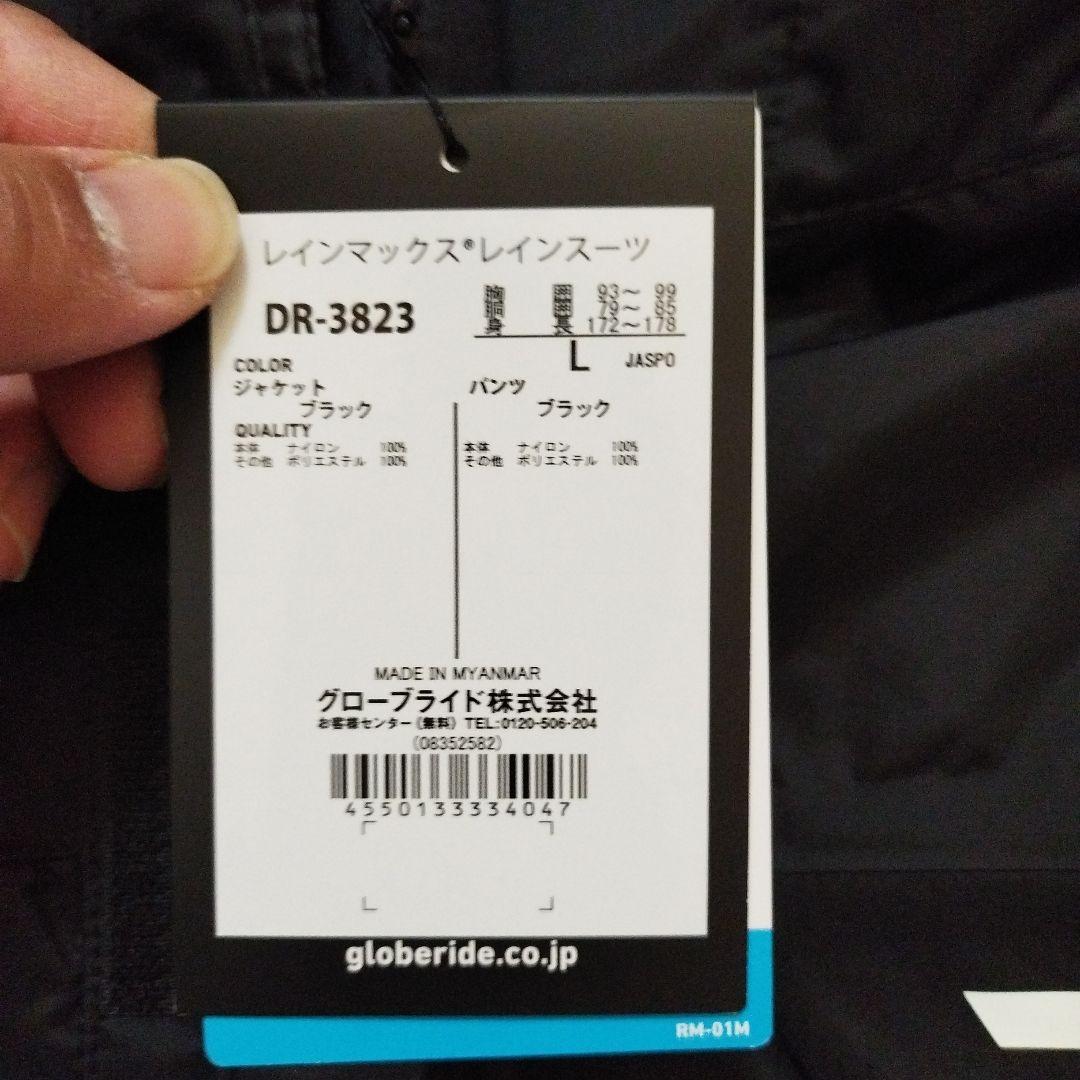 レインマックス®レインスーツ
DR-3823
胸 囲 93～ 99
胴 囲 79～ 85
身 長 172～178
L JASPO
COLOR
ジャケット パンツ
ブラック ブラック
QUALITY
本体 ナイロン 100% 本体 ナイロン 100%
その他 ポリエステル 100% その他 ポリエステル 100%
MADE IN MYANMAR
グローブライド株式会社
お客様センター(無料) TEL:0120-506-204
(08352582)
4550133334047
globeride.co.jp
RM-01M